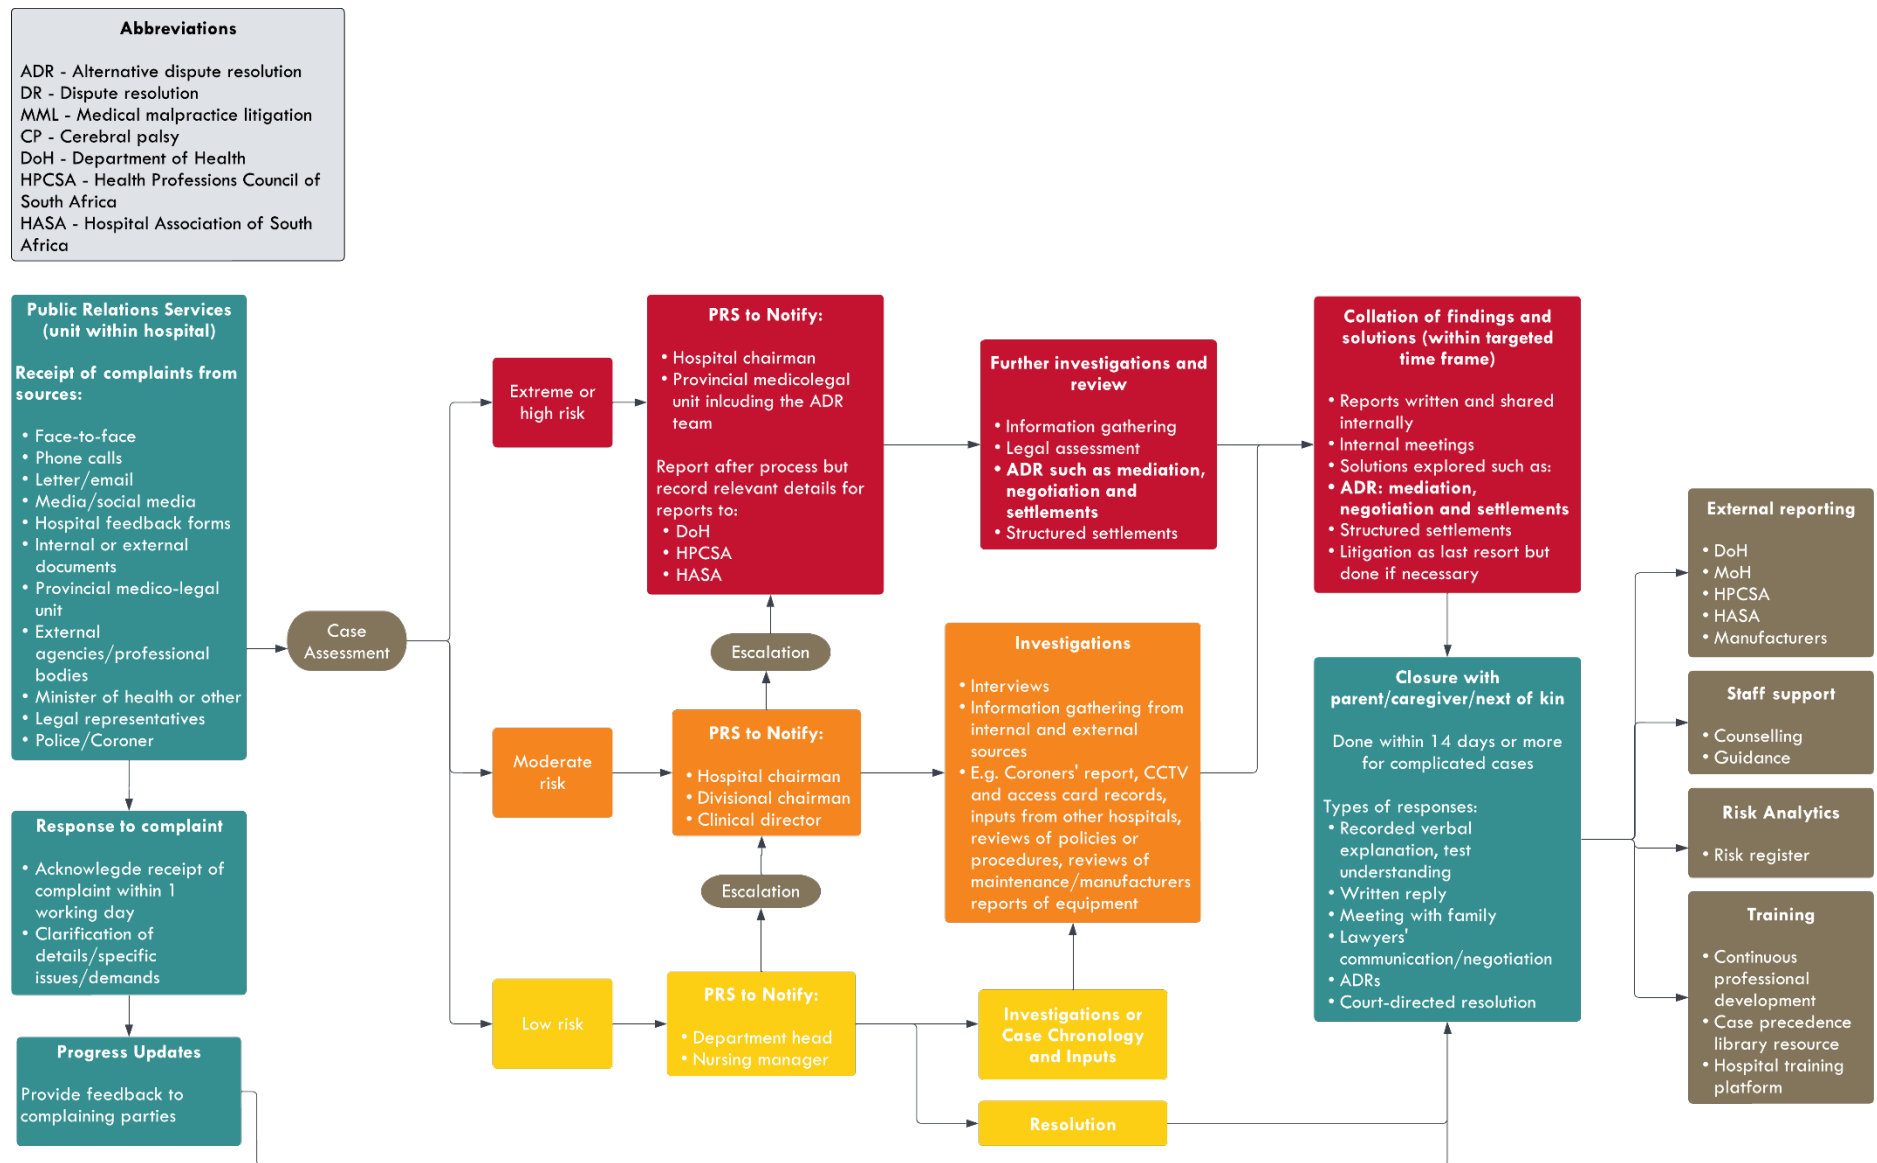 Abbreviations
ADR - Alternative dispute resolution
DR - Dispute resolution
MML - Medical malpractice litigation
CP - Cerebral palsy
DoH - Department of Health
HPCSA - Health Professions Council of
South Africa
HASA - Hospital Association of South
Africa
Public Relations Services
(unit within hospital)
Receipt of complaints from
sources:
• Face-to-face
• Phone calls
• Letter/email
• Media/social media
• Hospital feedback forms
• Internal or external
documents
• Provincial medico-legal
unit
• External
agencies/professional
bodies
• Minister of health or other
• Legal representatives
• Police/Coroner
Response to complaint
• Acknowlegde receipt of
complaint within 1
working day
• Clarification of
details/specific
issues/demands
Progress Updates
Provide feedback to
complaining parties
Case
Assessment
Extreme or
high risk
PRS to Notify:
• Hospital chairman
• Provincial medicolegal
unit inlcuding the ADR
team
Report after process but
record relevant details for
reports to:
• DoH
• HPCSA
• HASA
Further investigations and
review
• Information gathering
• Legal assessment
• ADR such as mediation,
negotiation and
settlements
• Structured settlements
Collation of findings and
solutions (within targeted
time frame)
• Reports written and shared
internally
• Internal meetings
• Solutions explored such as:
• ADR: mediation,
negotiation and settlements
• Structured settlements
• Litigation as last resort but
done if necessary
Escalation
Moderate
risk
PRS to Notify:
• Hospital chairman
• Divisional chairman
• Clinical director
Investigations
• Interviews
• Information gathering from
internal and external
sources
• E.g. Coroners' report, CCTV
and access card records,
inputs from other hospitals,
reviews of policies or
procedures, reviews of
maintenance/manufacturers
reports of equipment
Escalation
Low risk
PRS to Notify:
• Department head
• Nursing manager
Investigations or
Case Chronology
and Inputs
Resolution
Closure with
parent/caregiver/next of kin
Done within 14 days or more
for complicated cases
Types of responses:
• Recorded verbal
explanation, test
understanding
• Written reply
• Meeting with family
• Lawyers'
communication/negotiation
• ADRs
• Court-directed resolution
External reporting
• DoH
• MoH
• HPCSA
• HASA
• Manufacturers
Staff support
• Counselling
• Guidance
Risk Analytics
• Risk register
Training
• Continuous
professional
development
• Case precedence
library resource
• Hospital training
platform